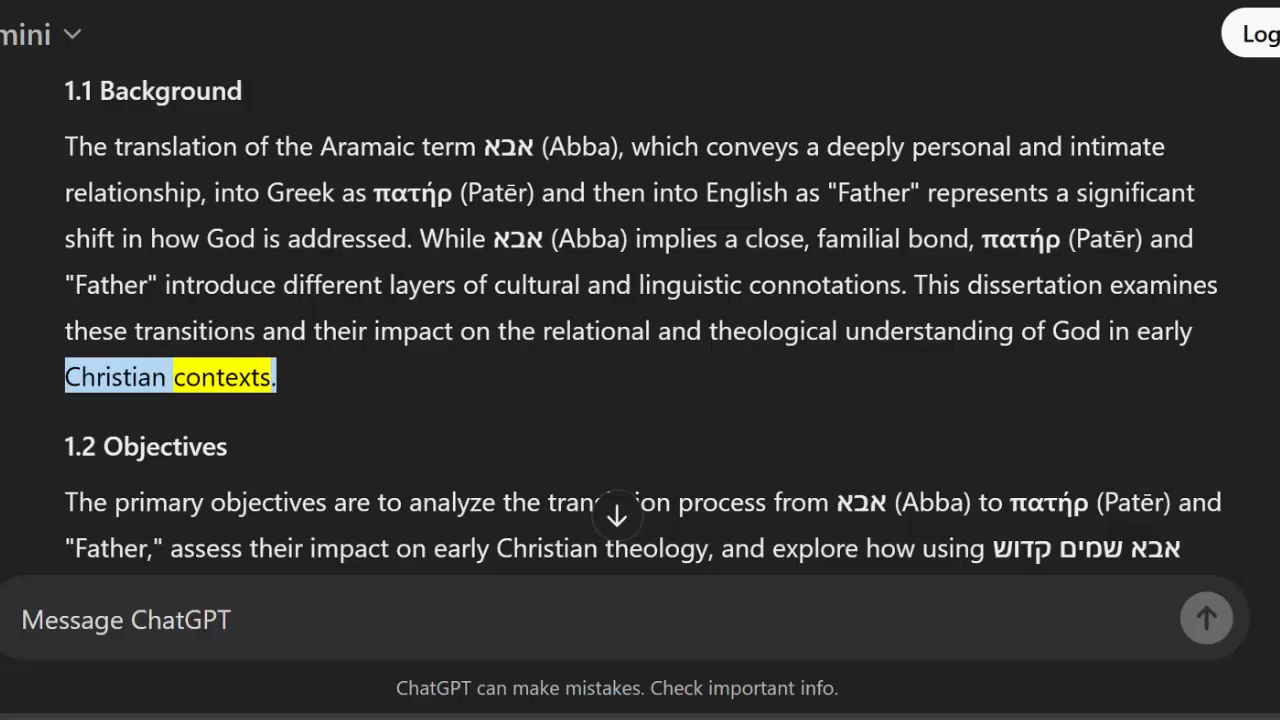 mini
Log
1.1 Background
The translation of the Aramaic term אבא (Abba), which conveys a deeply personal and intimate
relationship, into Greek as πατήρ (Patēr) and then into English as "Father" represents a significant
shift in how God is addressed. While אבא (Abba) implies a close, familial bond, πατήρ (Patēr) and
"Father" introduce different layers of cultural and linguistic connotations. This dissertation examines
these transitions and their impact on the relational and theological understanding of God in early
Christian contexts.
1.2 Objectives
The primary objectives are to analyze the transition process from אבא (Abba) to πατήρ (Patēr) and
"Father," assess their impact on early Christian theology, and explore how using אבא שמים קדוש
Message ChatGPT
ChatGPT can make mistakes. Check important info.